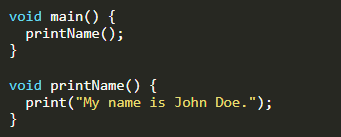 void main() {
  printName();
}

void printName() {
  print("My name is John Doe.");
}